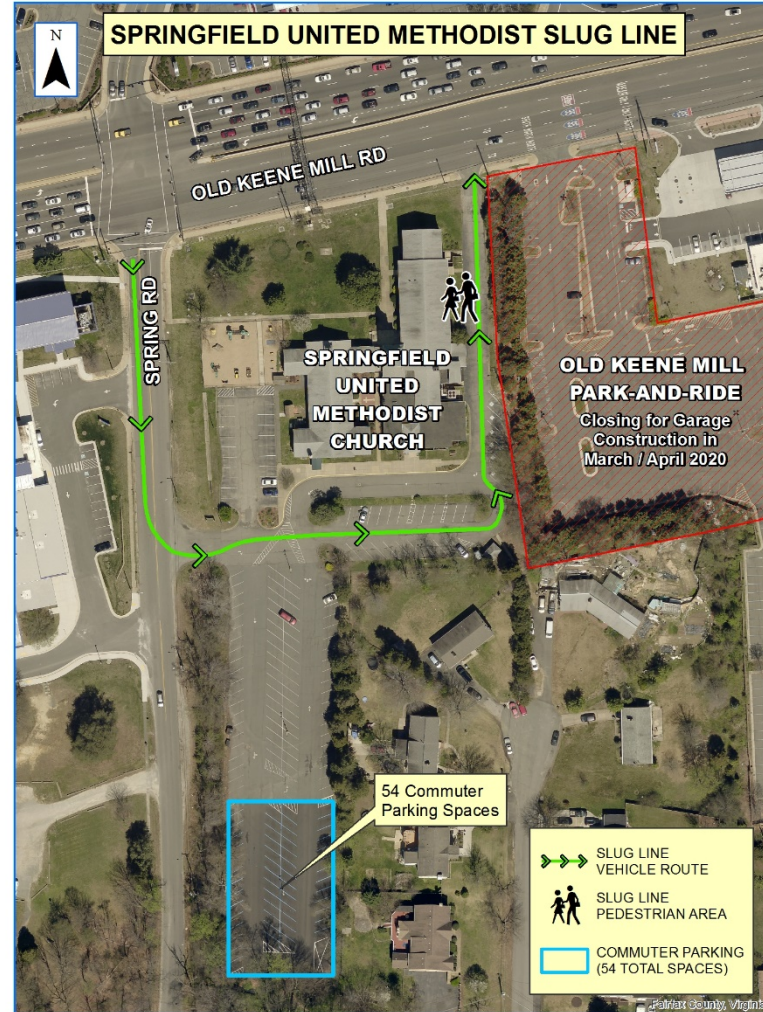 SPRINGFIELD UNITED METHODIST SLUG LINE
N
OLD KEENE MILL RD
SPRING RD
SPRINGFIELD
UNITED
METHODIST
CHURCH
OLD KEENE MILL
PARK-AND-RIDE
Closing for Garage
Construction in
March / April 2020
54 Commuter
Parking Spaces
SLUG LINE
VEHICLE ROUTE
SLUG LINE
PEDESTRIAN AREA
COMMUTER PARKING
(54 TOTAL SPACES)
Fairfax County, Virginia